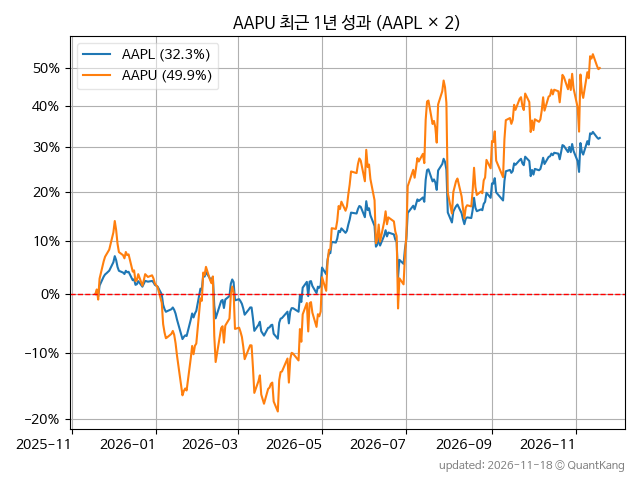 AAPU 최근 1년 성과 (AAPL × 2)
AAPL (32.3%)
AAPU (49.9%)
50%
40%
30%
20%
10%
0%
−10%
−20%
2025-11 2026-01 2026-03 2026-05 2026-07 2026-09 2026-11
updated: 2026-11-18 © QuantKang